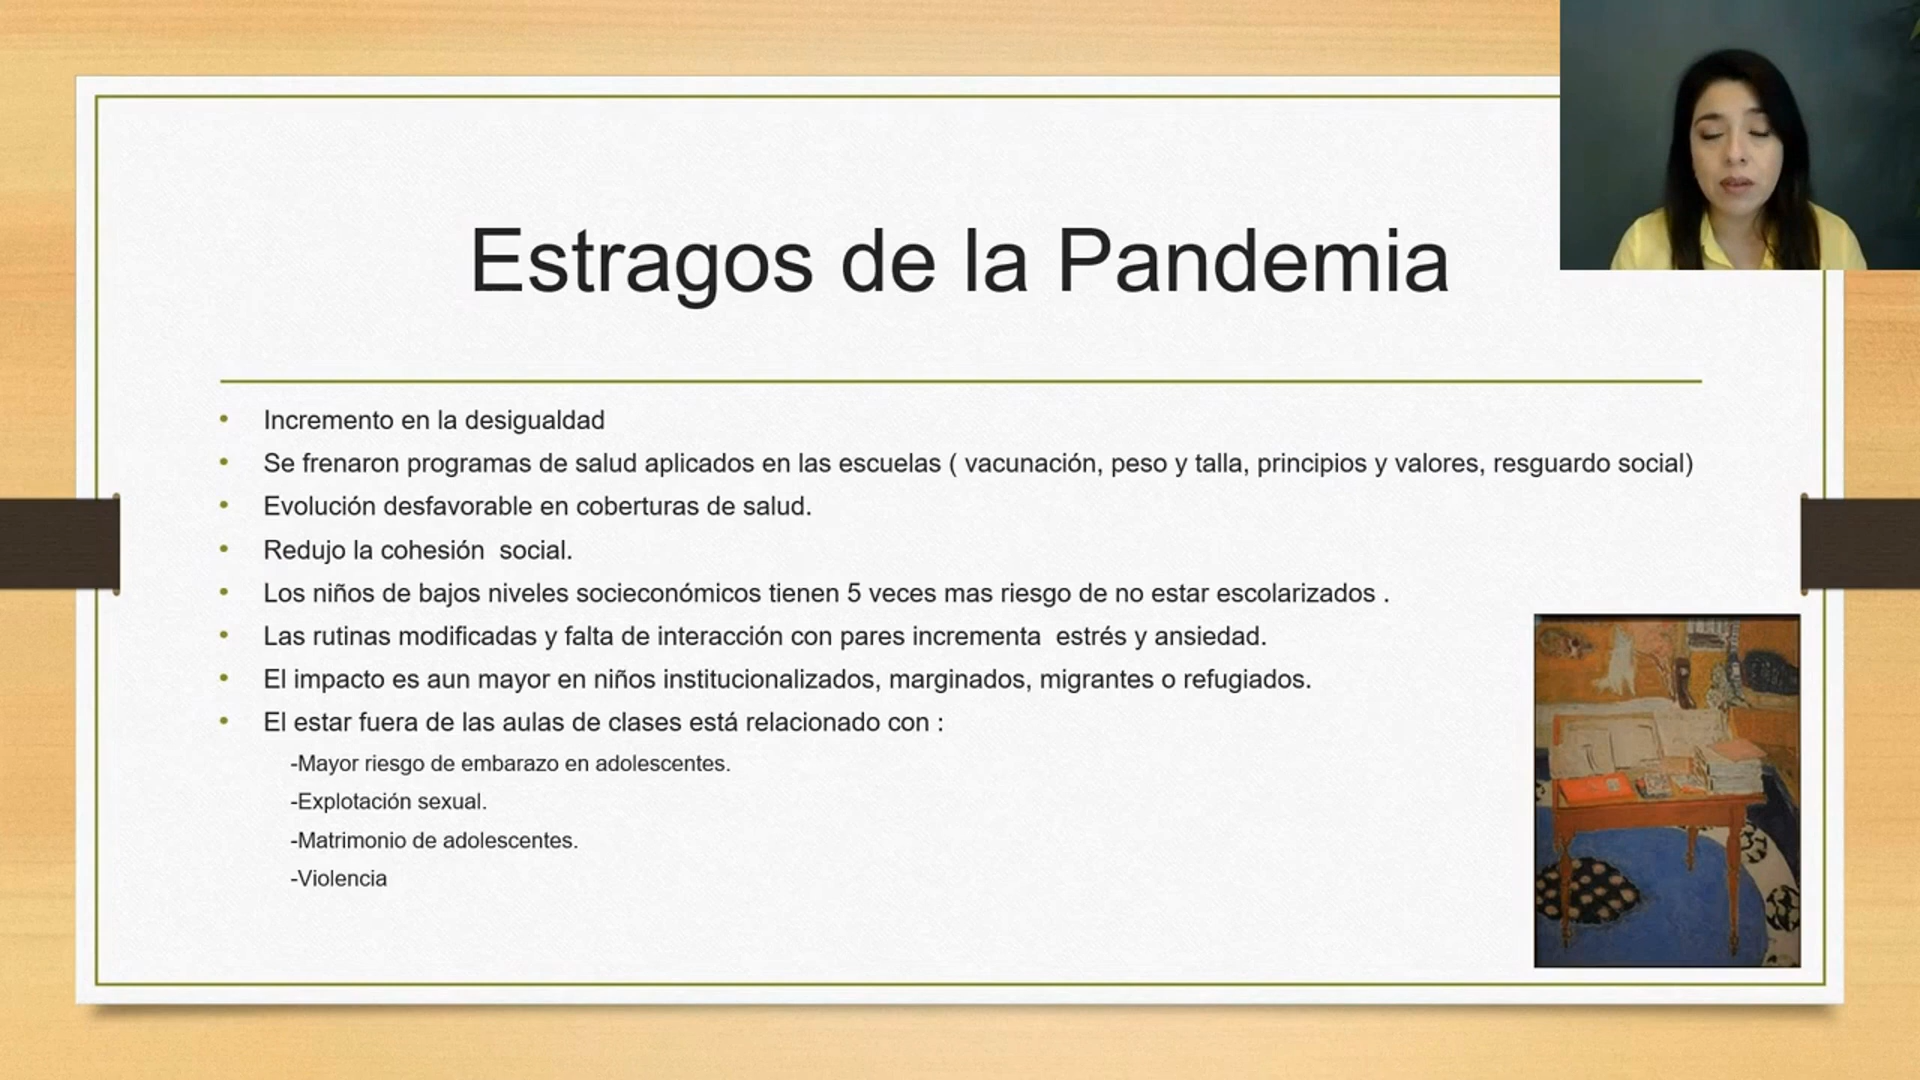 Estragos de la Pandemia
• Incremento en la desigualdad
• Se frenaron programas de salud aplicados en las escuelas ( vacunación, peso y talla, principios y valores, resguardo social)
• Evolución desfavorable en coberturas de salud.
• Redujo la cohesión  social.
• Los niños de bajos niveles socieconómicos tienen 5 veces mas riesgo de no estar escolarizados .
• Las rutinas modificadas y falta de interacción con pares incrementa  estrés y ansiedad.
• El impacto es aun mayor en niños institucionalizados, marginados, migrantes o refugiados.
• El estar fuera de las aulas de clases está relacionado con :
-Mayor riesgo de embarazo en adolescentes.
-Explotación sexual.
-Matrimonio de adolescentes.
-Violencia